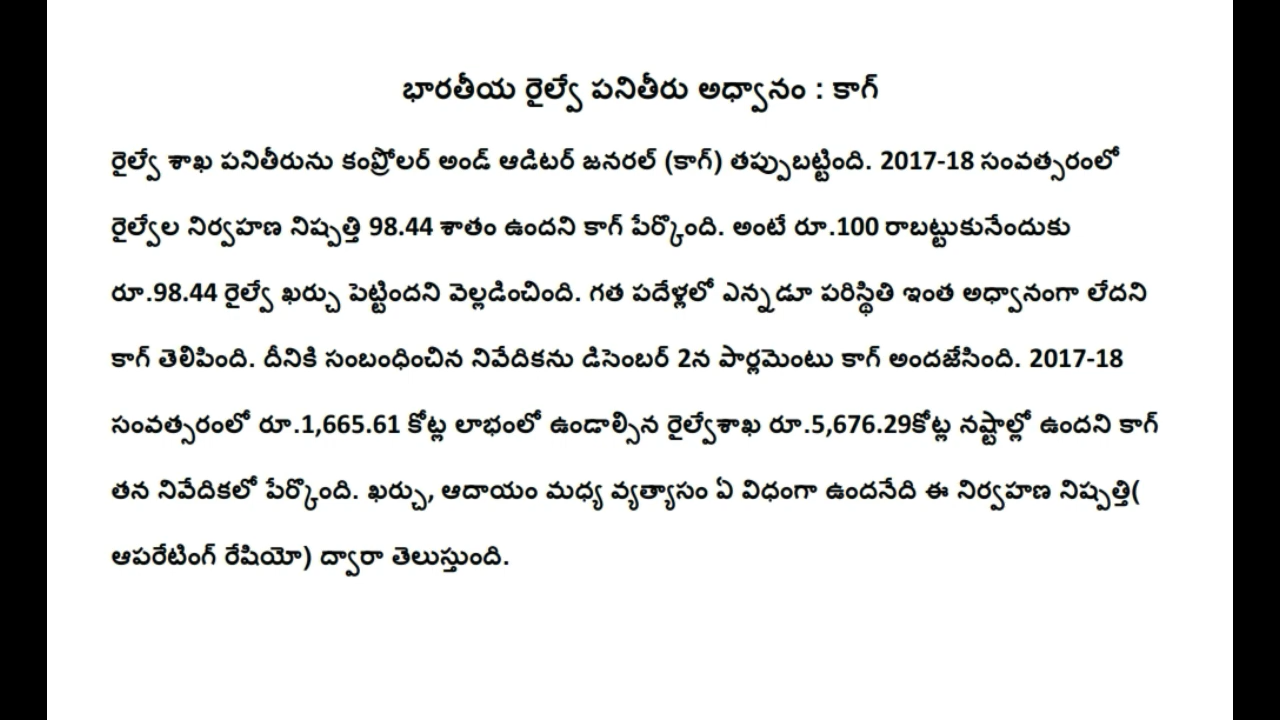 భారతీయ రైల్వే పనితీరు అధ్వానం : కాగ్
రైల్వే శాఖ పనితీరును కంప్ట్రోలర్ అండ్ ఆడిటర్ జనరల్ (కాగ్) తప్పుబట్టింది. 2017-18 సంవత్సరంలో
రైల్వేల నిర్వహణ నిష్పత్తి 98.44 శాతం ఉందని కాగ్ పేర్కొంది. అంటే రూ.100 రాబట్టుకునేందుకు
రూ.98.44 రైల్వే ఖర్చు పెట్టిందని వెల్లడించింది. గత పదేళ్లలో ఎన్నడూ పరిస్థితి ఇంత అధ్వానంగా లేదని
కాగ్ తెలిపింది. దీనికి సంబంధించిన నివేదికను డిసెంబర్ 2న పార్లమెంటు కాగ్ అందజేసింది. 2017-18
సంవత్సరంలో రూ.1,665.61 కోట్ల లాభంలో ఉండాల్సిన రైల్వేశాఖ రూ.5,676.29కోట్ల నష్టాల్లో ఉందని కాగ్
తన నివేదికలో పేర్కొంది. ఖర్చు, ఆదాయం మధ్య వ్యత్యాసం ఏ విధంగా ఉందనేది ఈ నిర్వహణ నిష్పత్తి(
ఆపరేటింగ్ రేషియో) ద్వారా తెలుస్తుంది.